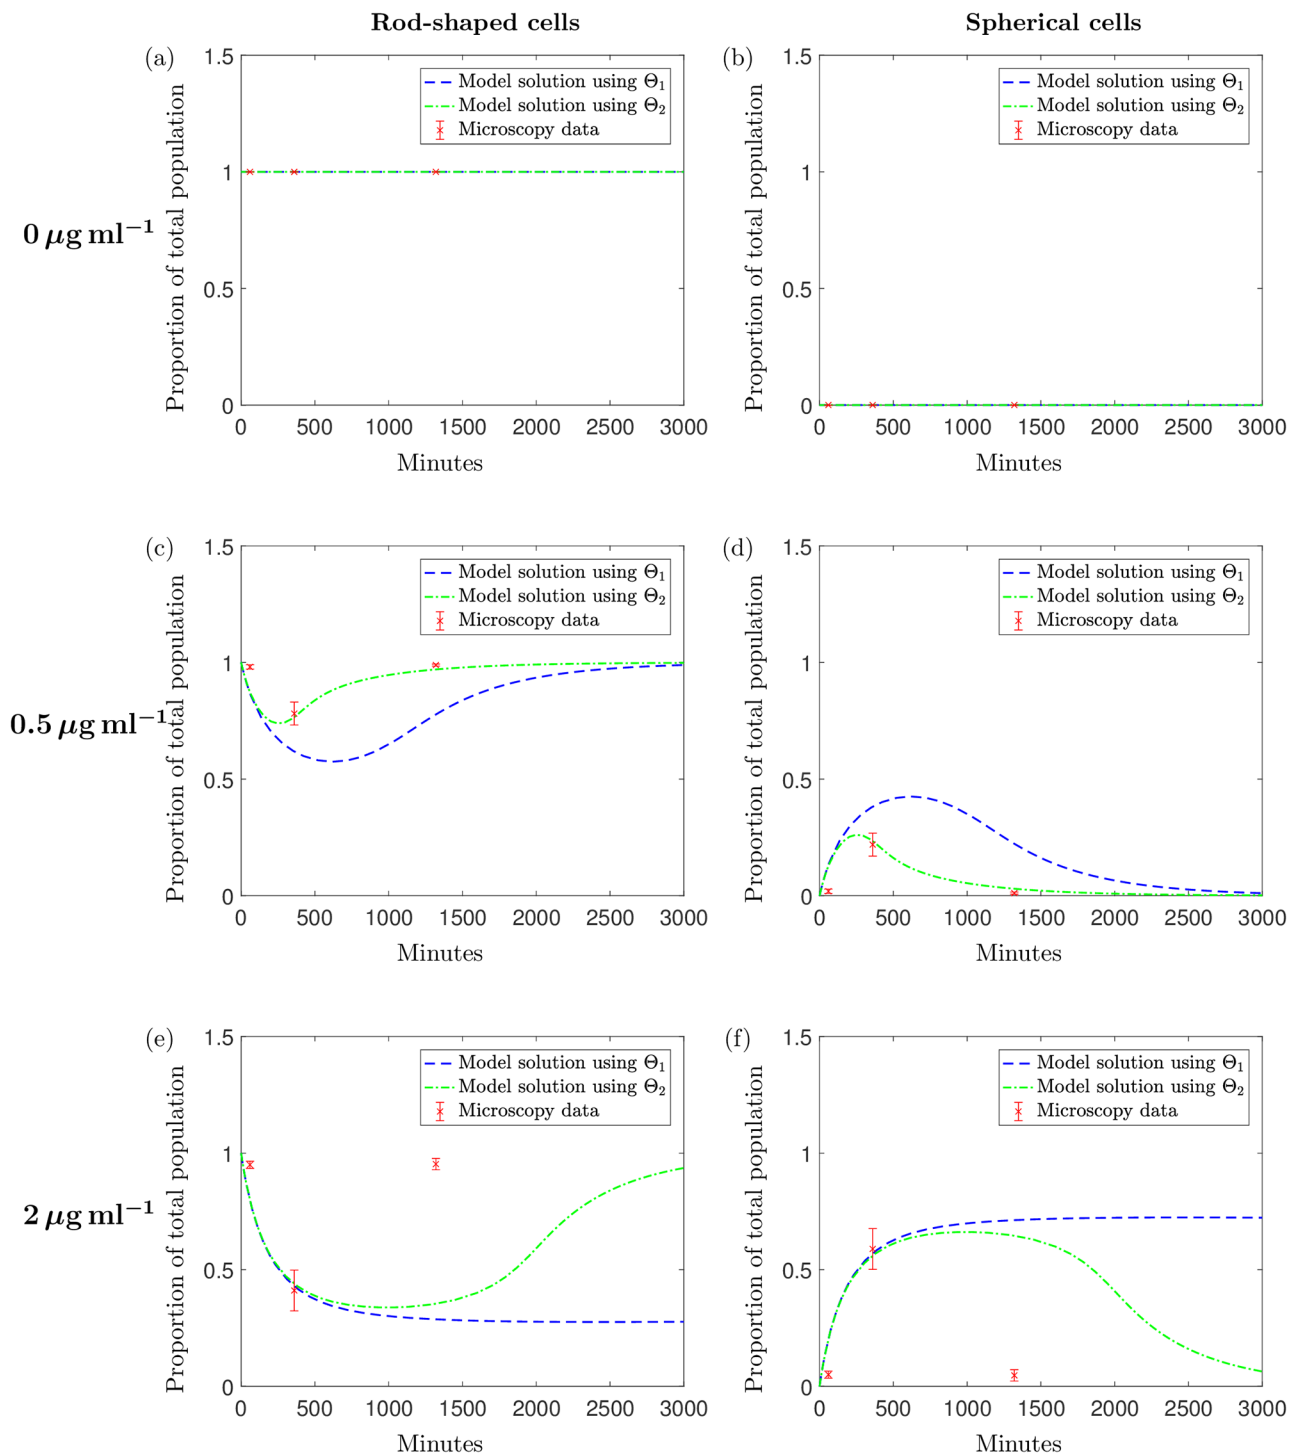 Rod-shaped cells
Spherical cells
(a)
Model solution using Θ₁
Model solution using Θ₂
Microscopy data
1.5
1
0.5
0
0 500 1000 1500 2000 2500 3000
Minutes
Proportion of total population
(b)
Model solution using Θ₁
Model solution using Θ₂
Microscopy data
1.5
1
0.5
0
0 500 1000 1500 2000 2500 3000
Minutes
Proportion of total population
0 μg ml⁻¹
(c)
Model solution using Θ₁
Model solution using Θ₂
Microscopy data
1.5
1
0.5
0
0 500 1000 1500 2000 2500 3000
Minutes
Proportion of total population
(d)
Model solution using Θ₁
Model solution using Θ₂
Microscopy data
1.5
1
0.5
0
0 500 1000 1500 2000 2500 3000
Minutes
Proportion of total population
0.5 μg ml⁻¹
(e)
Model solution using Θ₁
Model solution using Θ₂
Microscopy data
1.5
1
0.5
0
0 500 1000 1500 2000 2500 3000
Minutes
Proportion of total population
(f)
Model solution using Θ₁
Model solution using Θ₂
Microscopy data
1.5
1
0.5
0
0 500 1000 1500 2000 2500 3000
Minutes
Proportion of total population
2 μg ml⁻¹